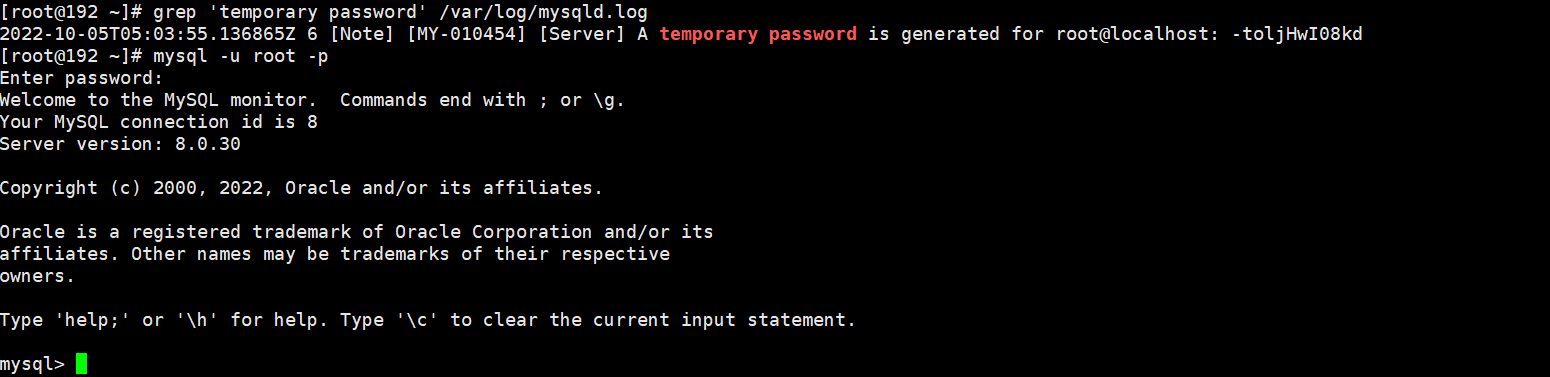 [root@192 ~]# grep 'temporary password' /var/log/mysqld.log
2022-10-05T05:03:55.136865Z 6 [Note] [MY-010454] [Server] A temporary password is generated for root@localhost: -toljHwI08kd
[root@192 ~]# mysql -u root -p
Enter password:
Welcome to the MySQL monitor.  Commands end with ; or \g.
Your MySQL connection id is 8
Server version: 8.0.30
Copyright (c) 2000, 2022, Oracle and/or its affiliates.
Oracle is a registered trademark of Oracle Corporation and/or its
affiliates. Other names may be trademarks of their respective
owners.
Type 'help;' or '\h' for help. Type '\c' to clear the current input statement.
mysql>